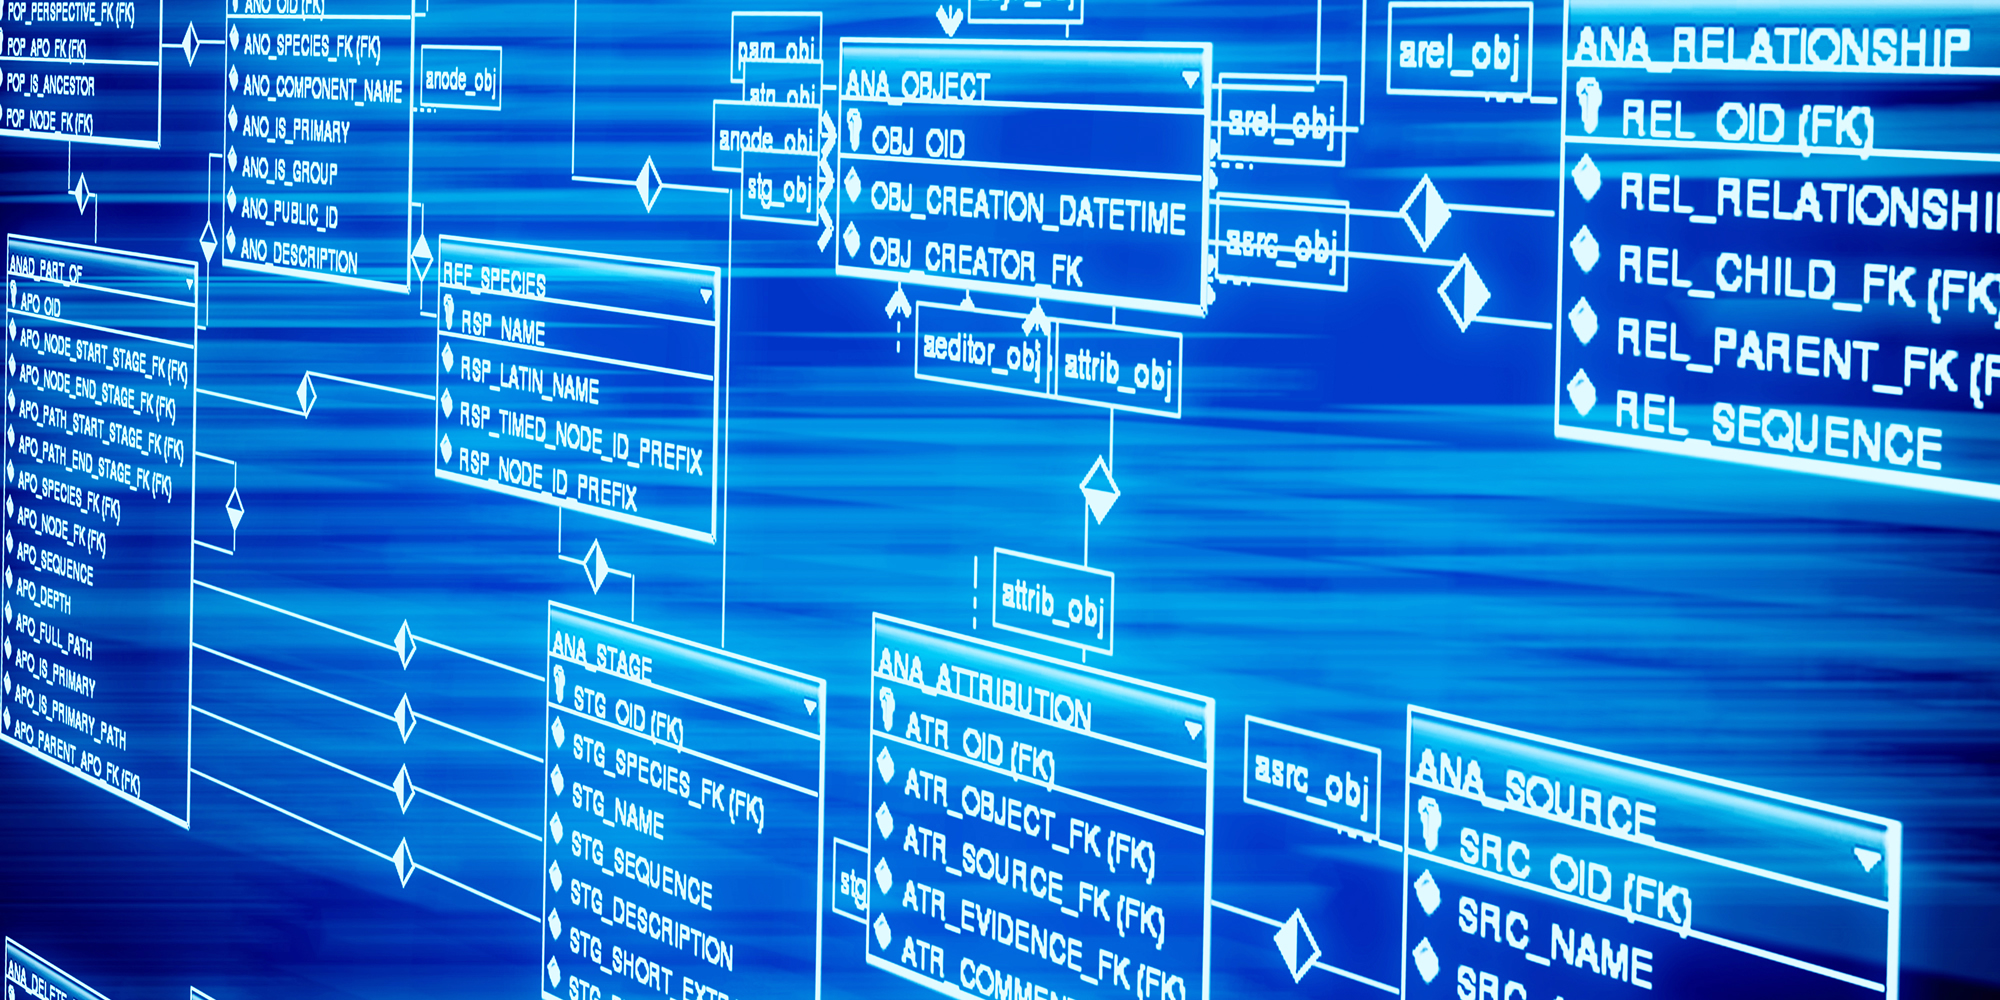 POP_PERSPECTIVE_FK (FK)
POP_APO_FK (FK)
POP_IS_ANCESTOR
POP_NODE_FK (FK)
ANO_OID (FK)
ANO_SPECIES_FK (FK)
ANO_COMPONENT_NAME
ANO_IS_PRIMARY
ANO_IS_GROUP
ANO_PUBLIC_ID
ANO_DESCRIPTION
anode_obj
pam_obj
atn_obj
anode_obj
stg_obj
ANA_OBJECT
OBJ_OID
OBJ_CREATION_DATETIME
OBJ_CREATOR_FK
arel_obj
asrc_obj
arel_obj
ANA_RELATIONSHIP
REL_OID (FK)
REL_RELATIONSHI
REL_CHILD_FK (FK)
REL_PARENT_FK (F
REL_SEQUENCE
aeditor_obj
attrib_obj
ANAD_PART_OF
APO_OID
APO_NODE_START_STAGE_FK (FK)
APO_NODE_END_STAGE_FK (FK)
APO_PATH_START_STAGE_FK (FK)
APO_PATH_END_STAGE_FK (FK)
APO_SPECIES_FK (FK)
APO_NODE_FK (FK)
APO_SEQUENCE
APO_DEPTH
APO_FULL_PATH
APO_IS_PRIMARY
APO_IS_PRIMARY_PATH
APO_PARENT_APO_FK (FK)
REF_SPECIES
RSP_NAME
RSP_LATIN_NAME
RSP_TIMED_NODE_ID_PREFIX
RSP_NODE_ID_PREFIX
attrib_obj
ANA_STAGE
STG_OID (FK)
STG_SPECIES_FK (FK)
STG_NAME
STG_SEQUENCE
STG_DESCRIPTION
STG_SHORT_EXTR
stg
ANA_ATTRIBUTION
ATR_OID (FK)
ATR_OBJECT_FK (FK)
ATR_SOURCE_FK (FK)
ATR_EVIDENCE_FK (FK)
ATR_COMMEN
asrc_obj
ANA_SOURCE
SRC_OID (FK)
SRC_NAME
ANA_DELETE